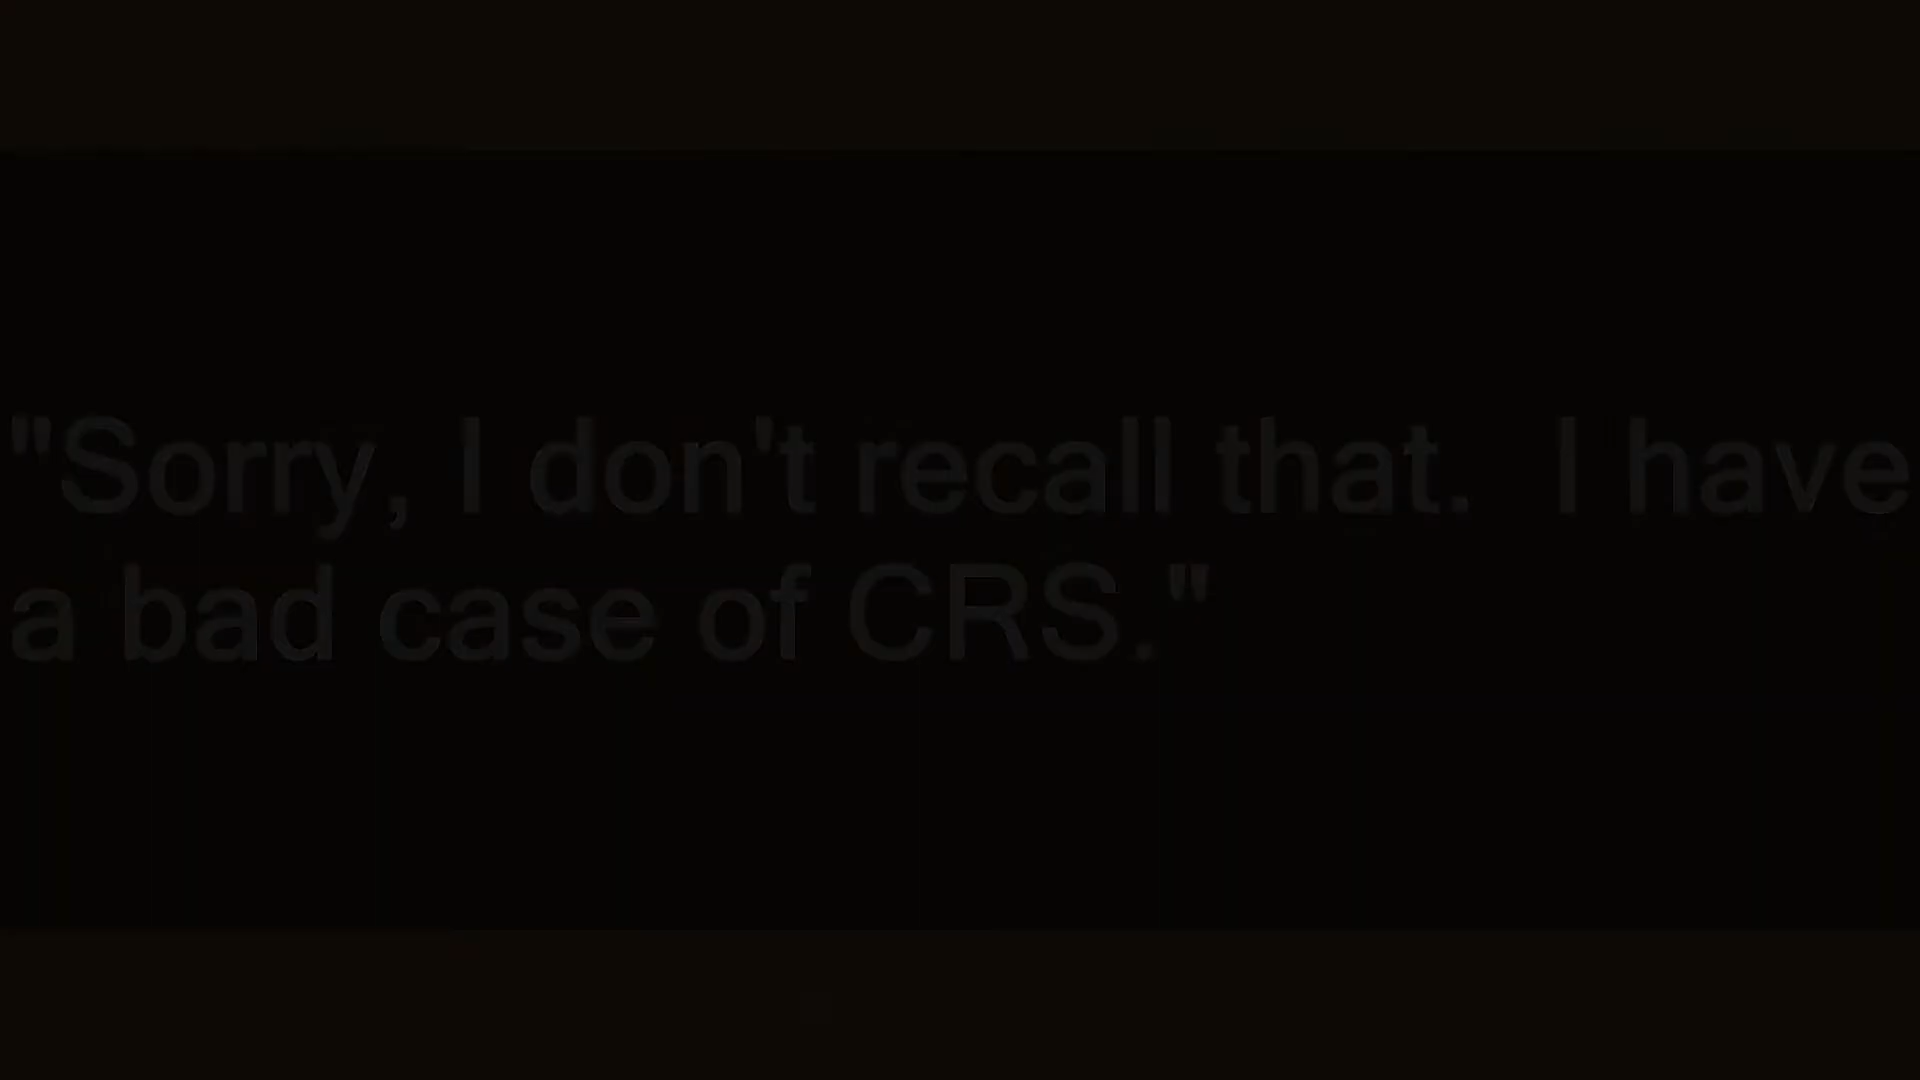 "Sorry, I don't recall that.  I have
a bad case of CRS."